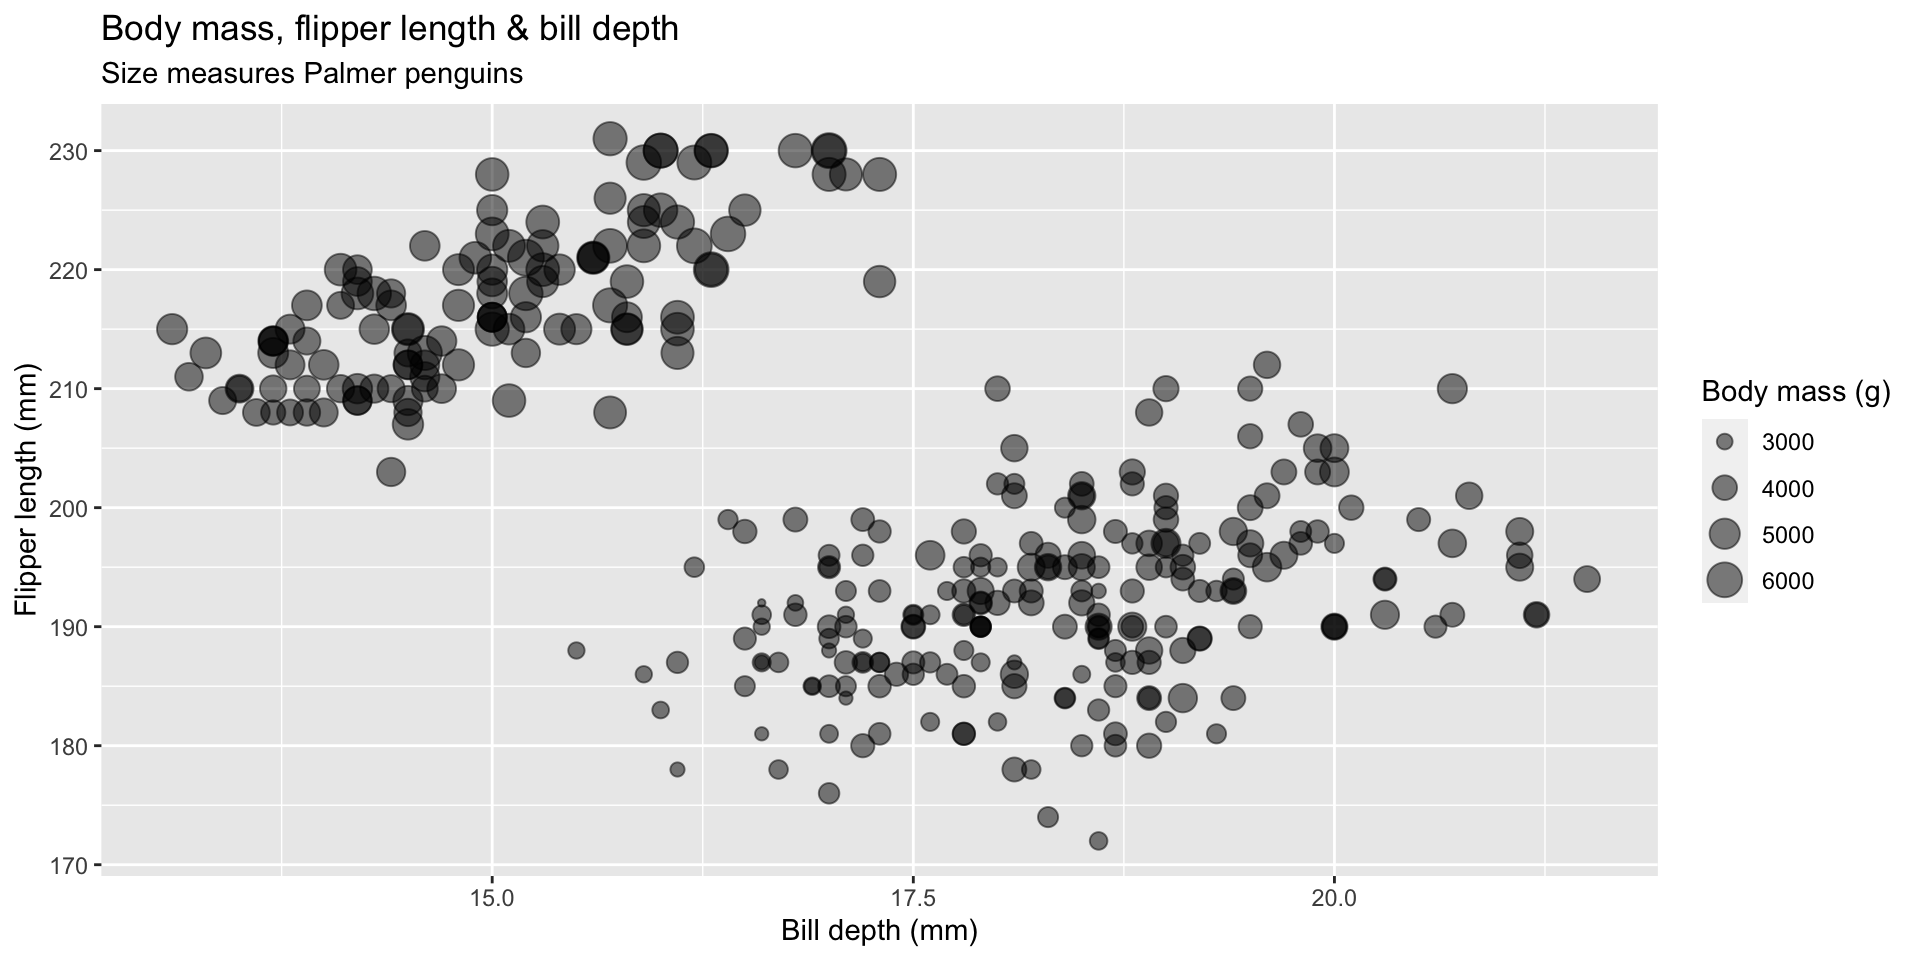 Body mass, flipper length & bill depth
Size measures Palmer penguins
230
220
210
200
190
180
170
Flipper length (mm)
15.0
17.5
20.0
Bill depth (mm)
Body mass (g)
3000
4000
5000
6000